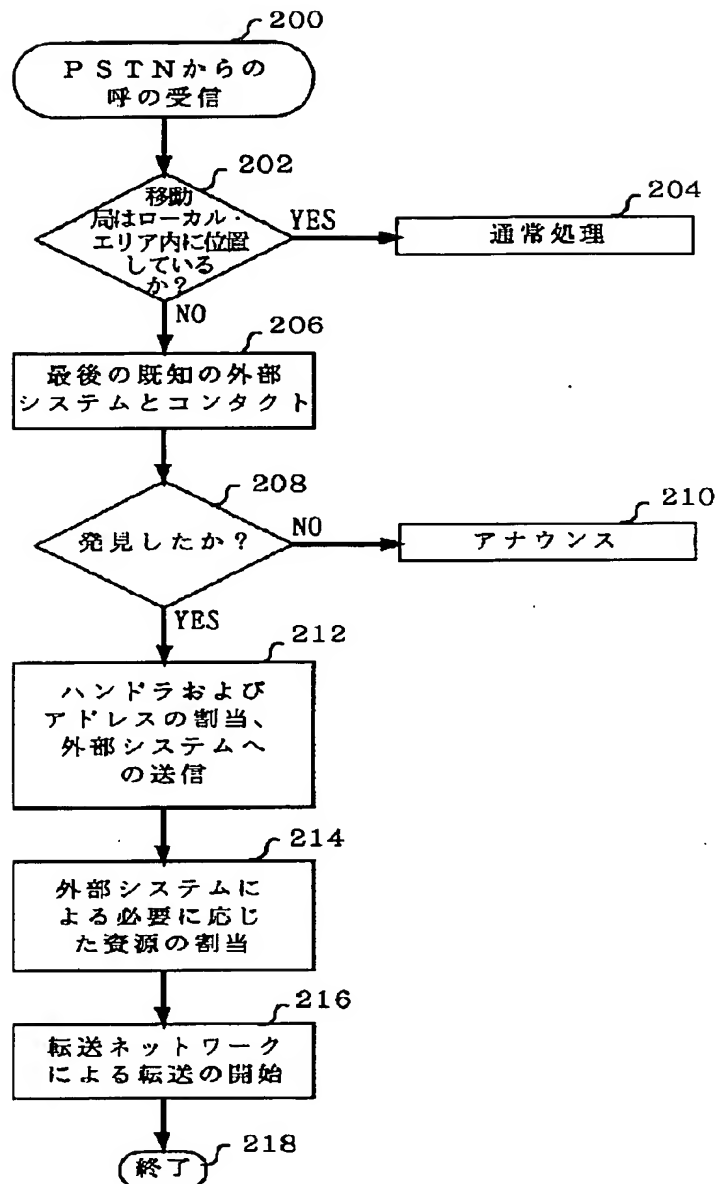 200
PSTNからの
呼の受信
202
移動
局はローカル・
エリア内に位置
している
か?
YES
204
通常処理
NO
206
最後の既知の外部
システムとコンタクト
208
発見したか?
NO
210
アナウンス
YES
212
ハンドラおよび
アドレスの割当、
外部システムへ
の送信
214
外部システムに
よる必要に応じ
た資源の割当
216
転送ネットワーク
による転送の開始
218
終了